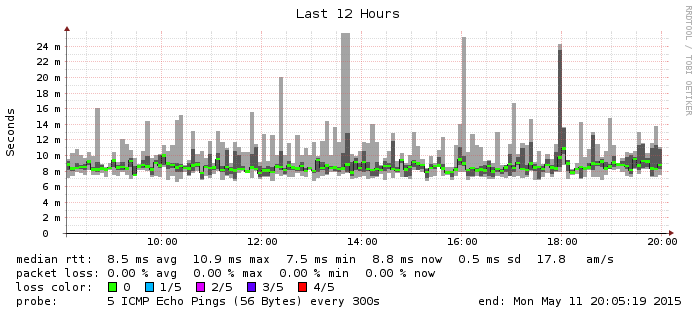 Last 12 Hours
RRDTOOL / TOBI OETIKER
Seconds
24 m
22 m
20 m
18 m
16 m
14 m
12 m
10 m
8 m
6 m
4 m
2 m
0
10:00 12:00 14:00 16:00 18:00 20:00
median rtt: 8.5 ms avg 10.9 ms max 7.5 ms min 8.8 ms now 0.5 ms sd 17.8 am/s
packet loss: 0.00 % avg 0.00 % max 0.00 % min 0.00 % now
loss color: 0 1/5 2/5 3/5 4/5
probe: 5 ICMP Echo Pings (56 Bytes) every 300s end: Mon May 11 20:05:19 2015